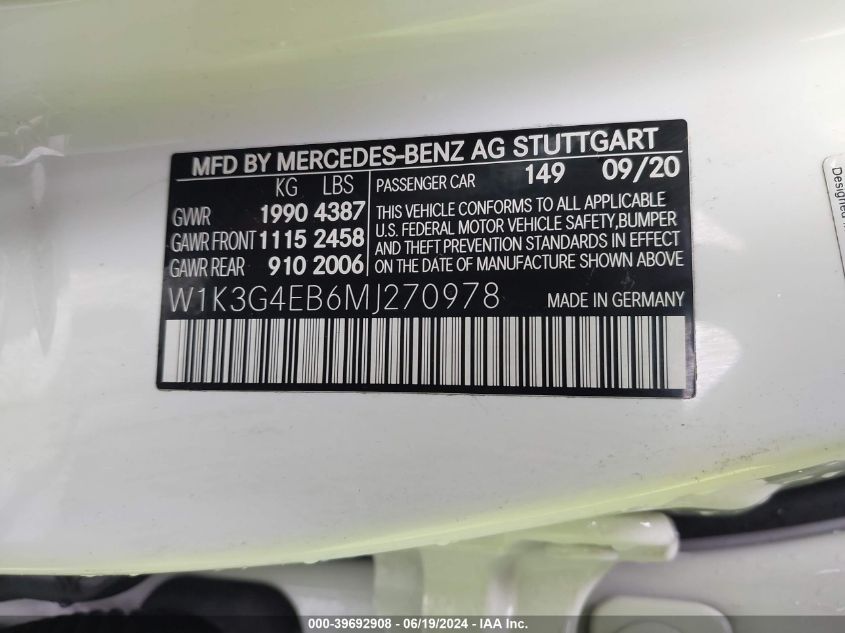 MFD BY MERCEDES-BENZ AG STUTTGART
KG LBS
GVWR 1990 4387
GAWR FRONT 1115 2458
GAWR REAR 910 2006
PASSENGER CAR 149 09/20
THIS VEHICLE CONFORMS TO ALL APPLICABLE
U.S. FEDERAL MOTOR VEHICLE SAFETY,BUMPER
AND THEFT PREVENTION STANDARDS IN EFFECT
ON THE DATE OF MANUFACTURE SHOWN ABOVE
W1K3G4EB6MJ270978
MADE IN GERMANY
Designed
000-39692908 - 06/19/2024 - IAA Inc.